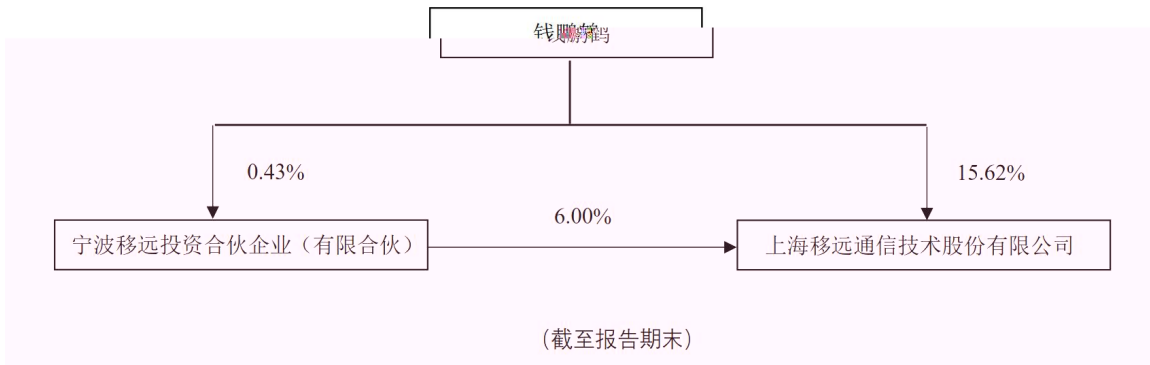 钱鹏鹤
0.43%
15.62%
6.00%
宁波移远投资合伙企业（有限合伙）
上海移远通信技术股份有限公司
（截至报告期末）